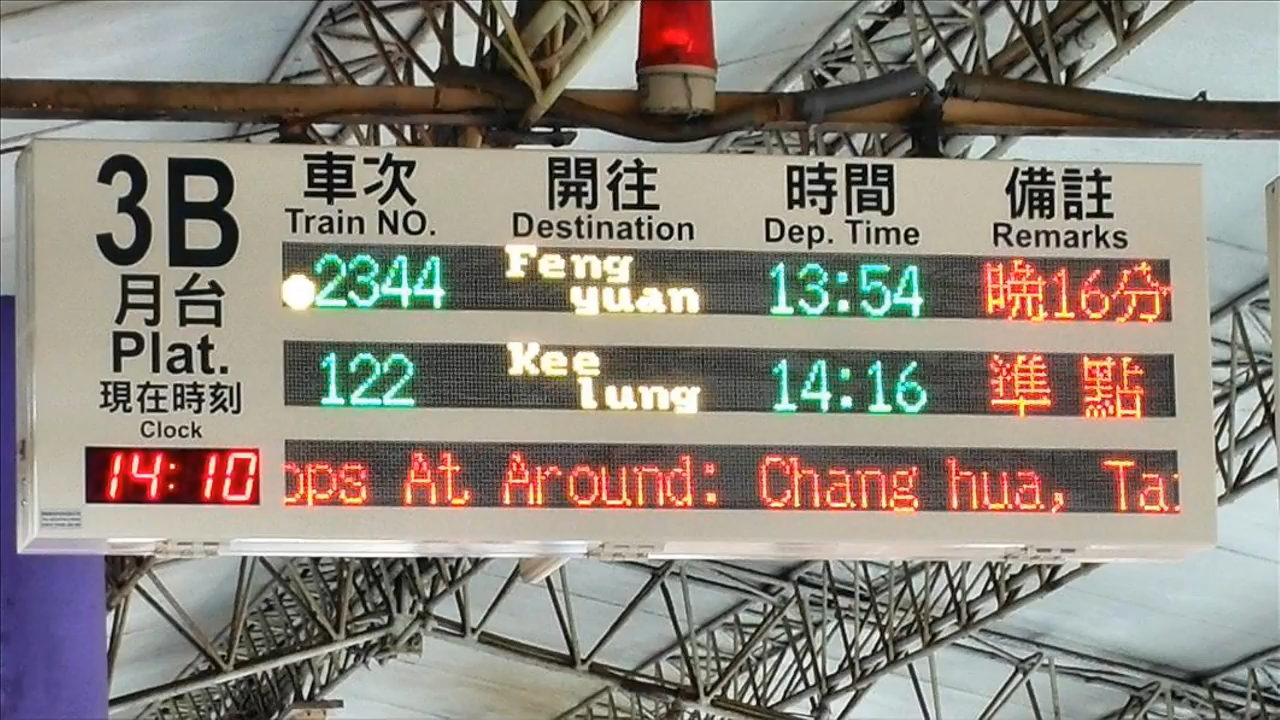 3B
月台
Plat.
現在時刻
Clock
14:10
車次 開往 時間 備註
Train NO. Destination Dep. Time Remarks
2344 Feng yuan 13:54 晚16分
122 Kee lung 14:16 準點
ops At Around: Chang hua, Ta